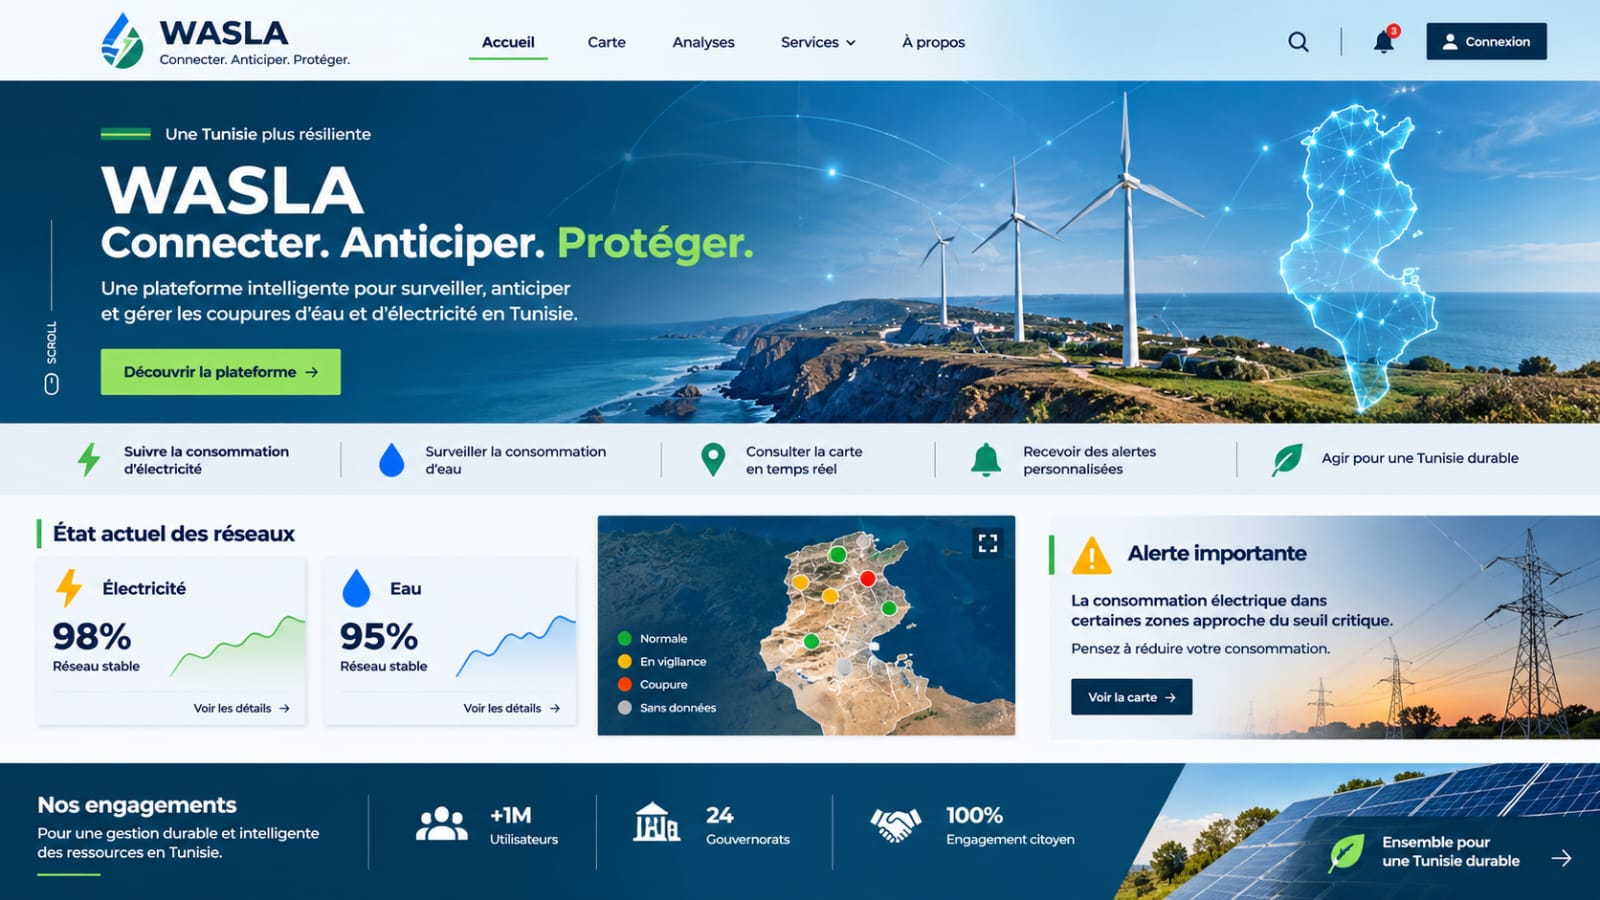 WASLA
Connecter. Anticiper. Protéger.
Accueil
Carte
Analyses
Services
À propos
3
Connexion
Une Tunisie plus résiliente
WASLA
Connecter. Anticiper. Protéger.
Une plateforme intelligente pour surveiller, anticiper
et gérer les coupures d'éau et d'électricité en Tunisie.
Découvrir la plateforme →
SCROLL
Suivre la consommation
d'électricité
Surveiller la consommation
d'eau
Consulter la carte
en temps réel
Recevoir des alertes
personnalisées
Agir pour une Tunisie durable
État actuel des réseaux
Électricité
98%
Réseau stable
Voir les détails →
Eau
95%
Réseau stable
Voir les détails →
Normale
En vigilance
Coupure
Sans données
Alerte importante
La consommation électrique dans
certaines zones approche du seuil critique.
Pensez à réduire votre consommation.
Voir la carte →
Nos engagements
Pour une gestion durable et intelligente
des ressources en Tunisie.
+1M
Utilisateurs
24
Gouvernorats
100%
Engagement citoyen
Ensemble pour
une Tunisie durable →